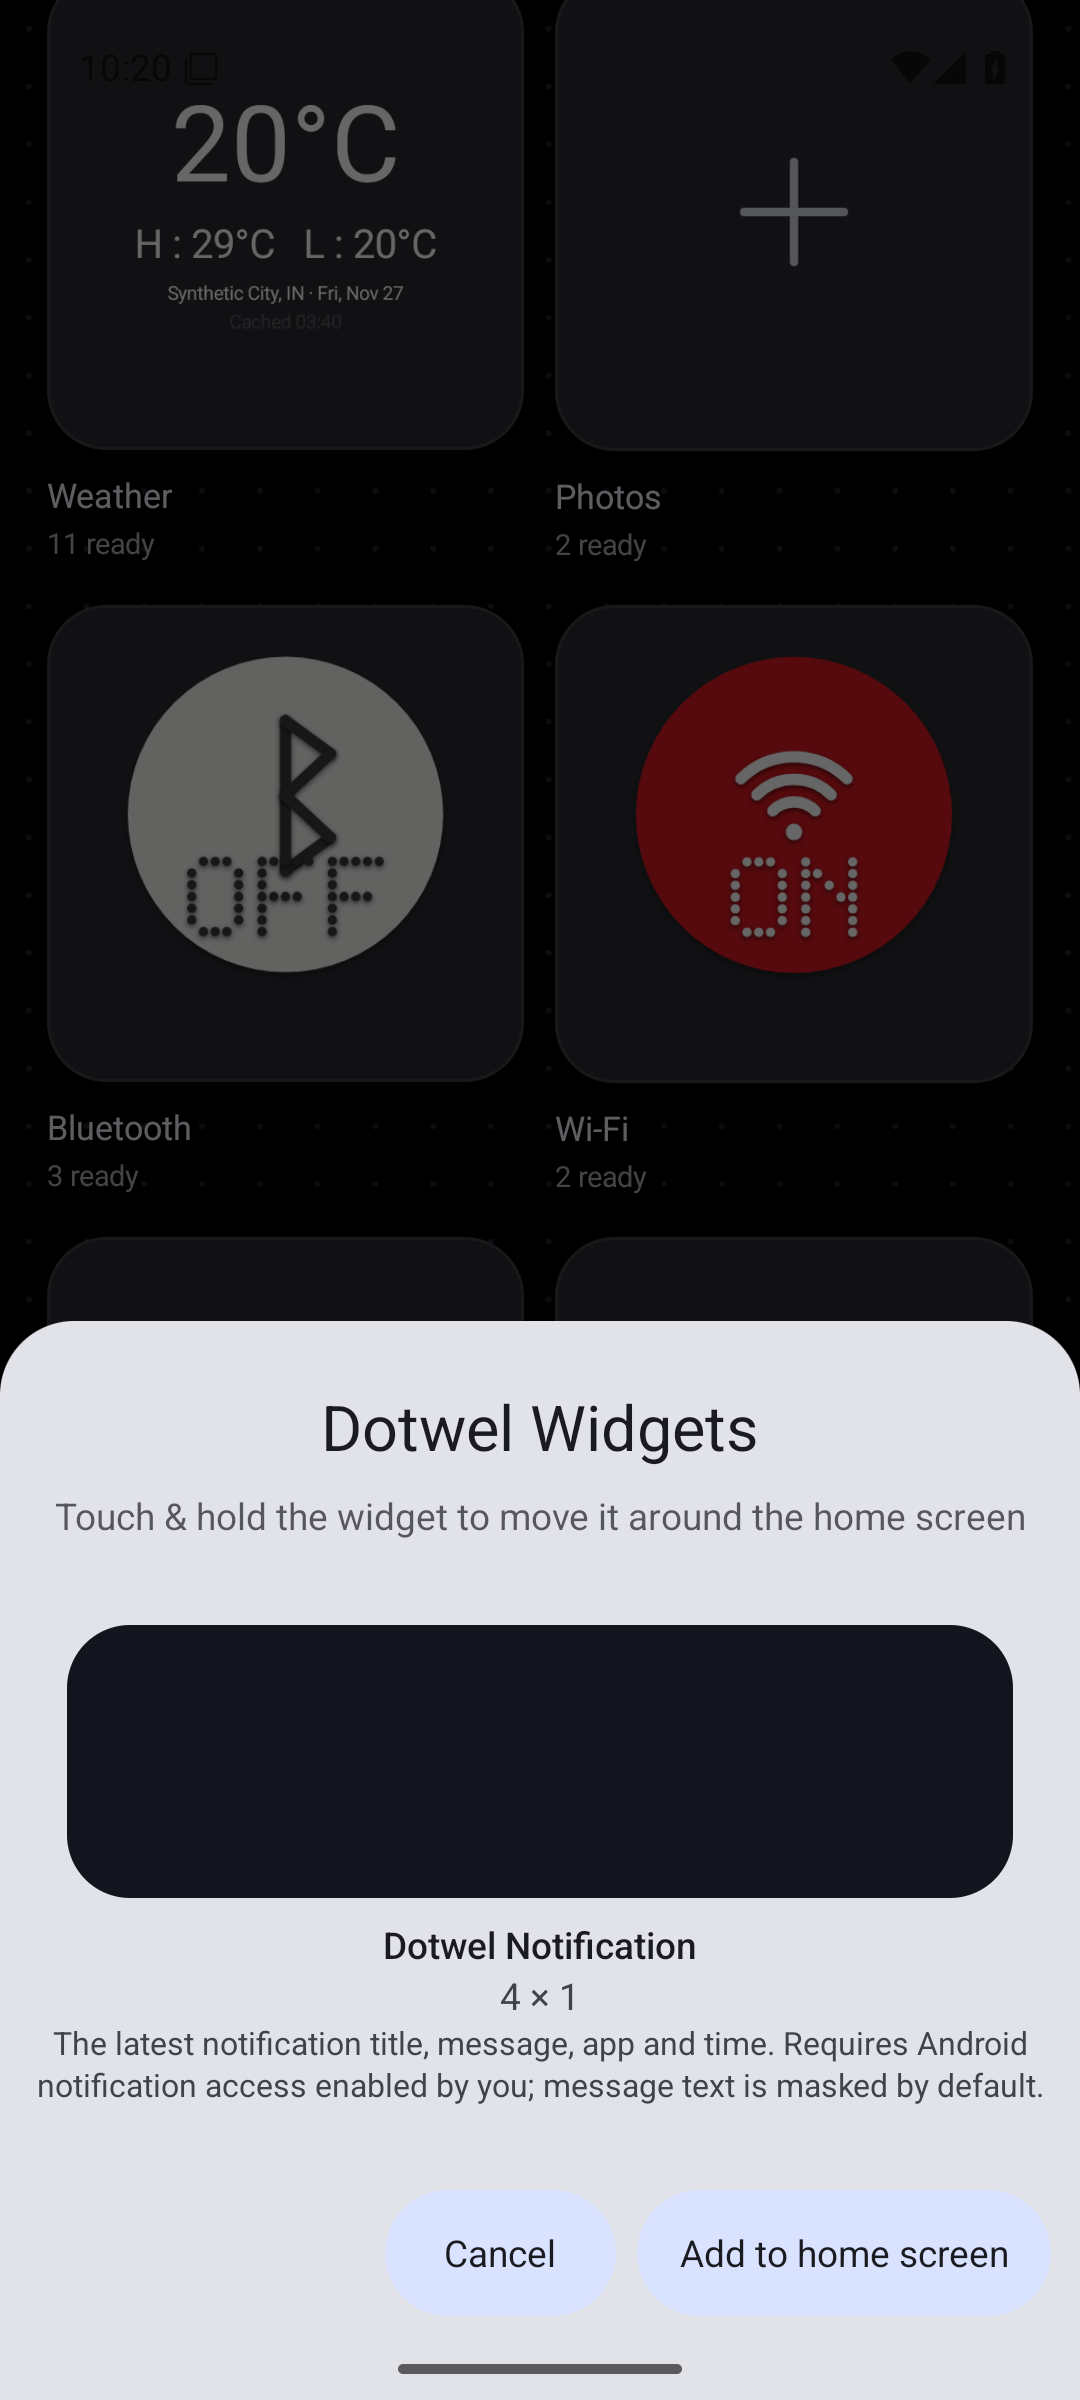 10:20
20°C
H : 29°C L : 20°C
Synthetic City, IN · Fri, Nov 27
Cached 03:40
Weather
11 ready
Photos
2 ready
OFF
ON
Bluetooth
3 ready
Wi-Fi
2 ready
Dotwel Widgets
Touch & hold the widget to move it around the home screen
Dotwel Notification
4 × 1
The latest notification title, message, app and time. Requires Android
notification access enabled by you; message text is masked by default.
Cancel
Add to home screen